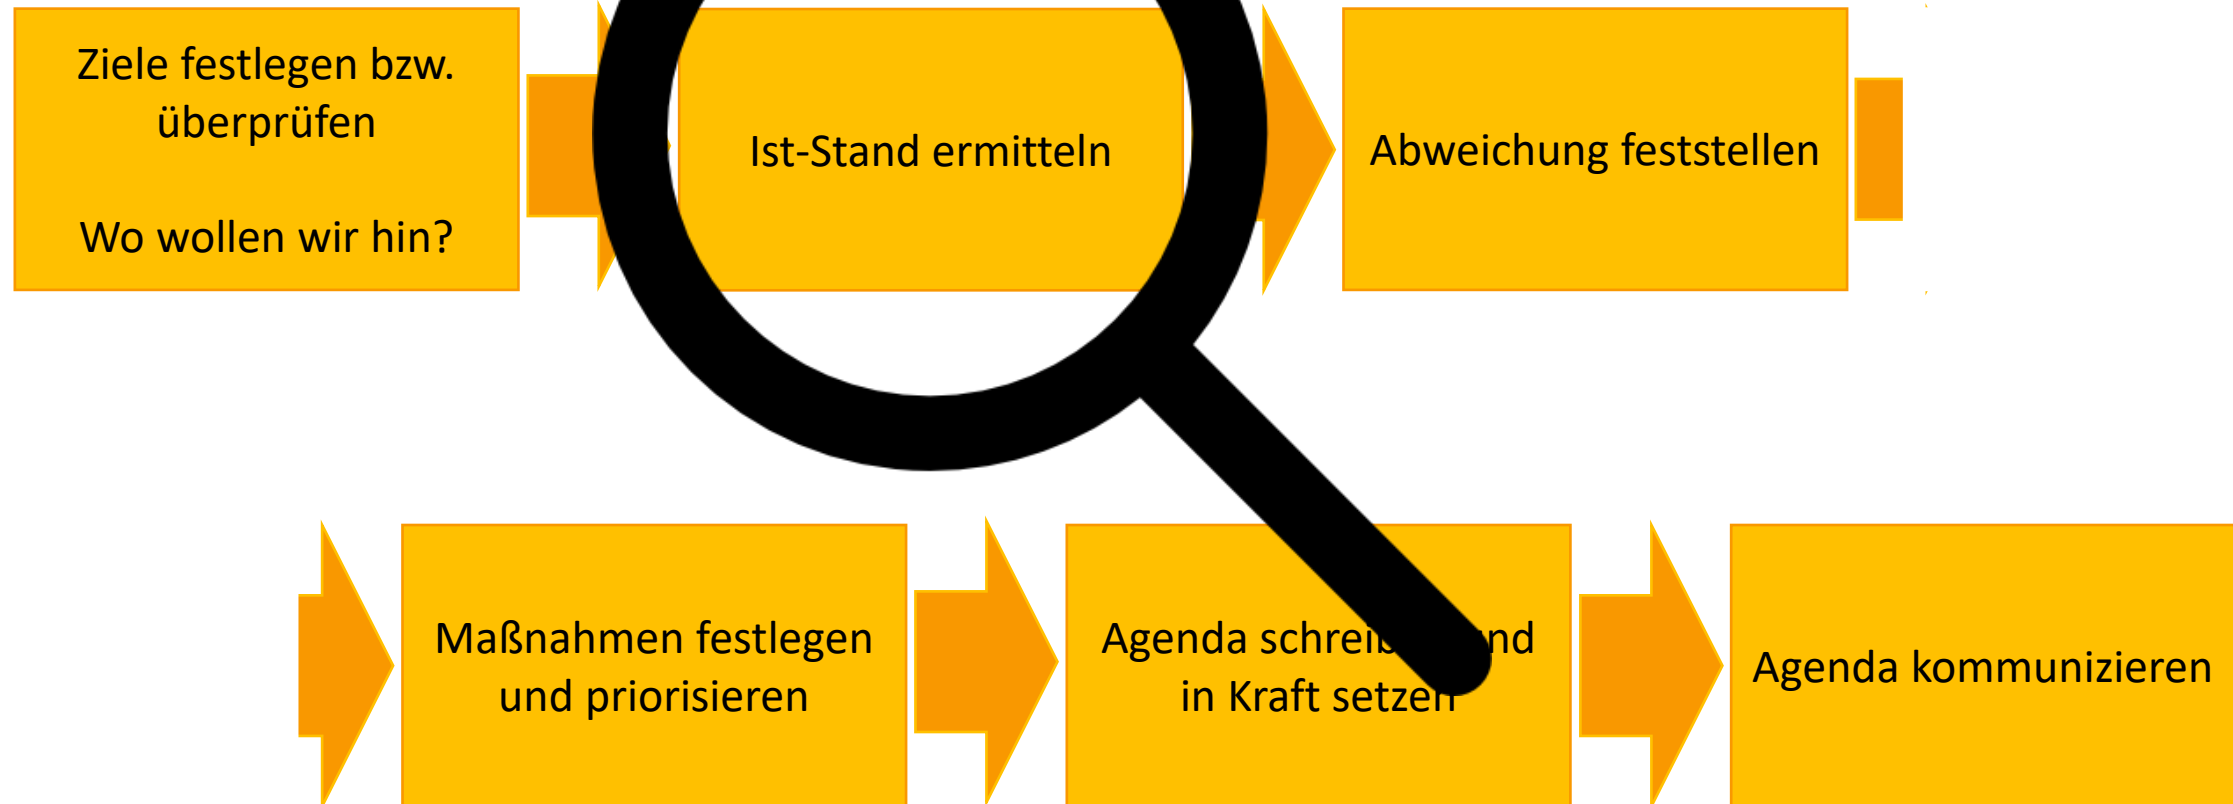 Ziele festlegen bzw.
überprüfen
Wo wollen wir hin?
Ist-Stand ermitteln
Abweichung feststellen
Maßnahmen festlegen
und priorisieren
Agenda
in Kraft setzen
Agenda kommunizieren